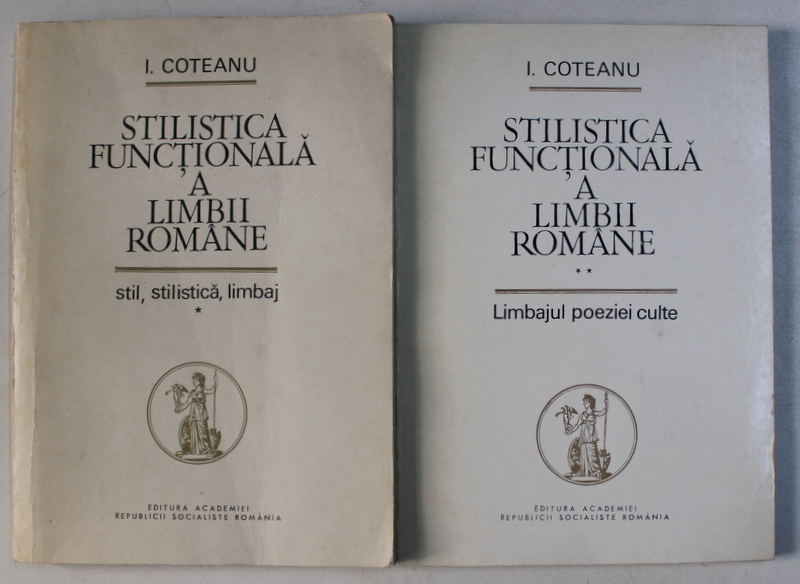 I. COTEANU
STILISTICA
FUNCȚIONALĂ
A
LIMBII
ROMÂNE
stil, stilistică, limbaj
*
EDITURA ACADEMIEI
REPUBLICII SOCIALISTE ROMÂNIA
I. COTEANU
STILISTICA
FUNCȚIONALĂ
A
LIMBII
ROMÂNE
**
Limbajul poeziei culte
EDITURA ACADEMIEI
REPUBLICII SOCIALISTE ROMÂNIA